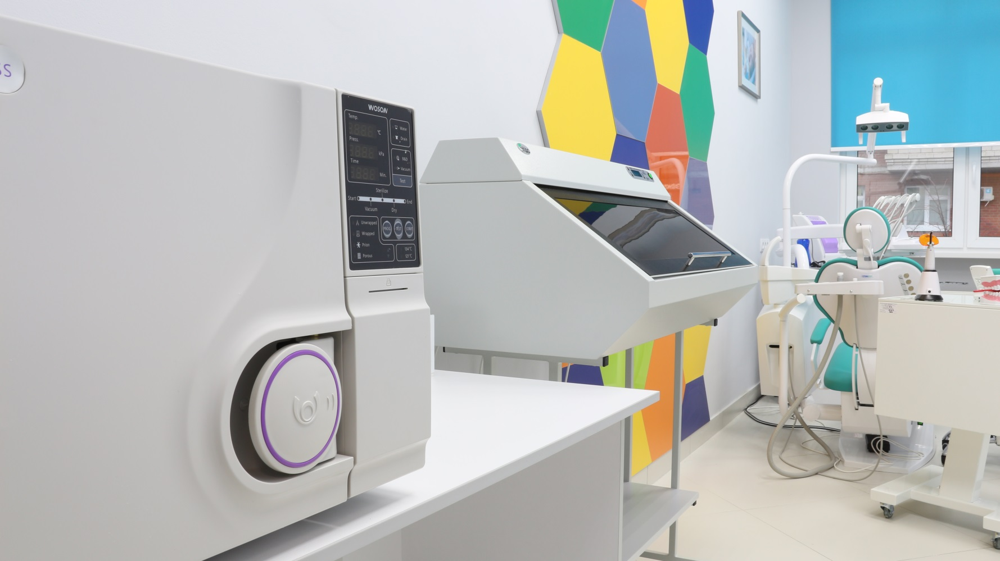 SS
WOSON
Temp.
°C
Press.
kPa
Time
Min.
Water
Drain
B&D
Vacuum
Test
Sterilize
Start
End
Vacuum
Dry
Unwrapped
Wrapped
Prion
Porous
PROG
TEST
START
134 °C
121 °C